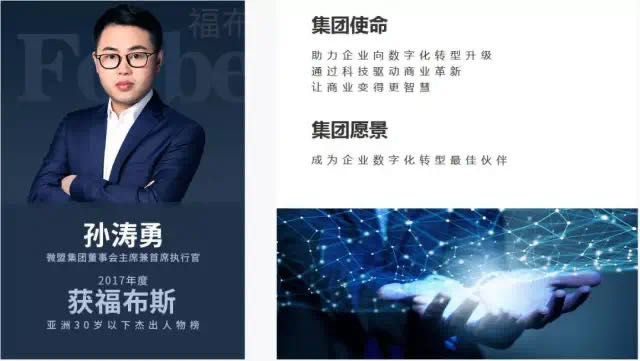 福布
Forbe
孙涛勇
微盟集团董事会主席兼首席执行官
2017年度
获福布斯
亚洲30岁以下杰出人物榜
集团使命
助力企业向数字化转型升级
通过科技驱动商业革新
让商业变得更智慧
集团愿景
成为企业数字化转型最佳伙伴